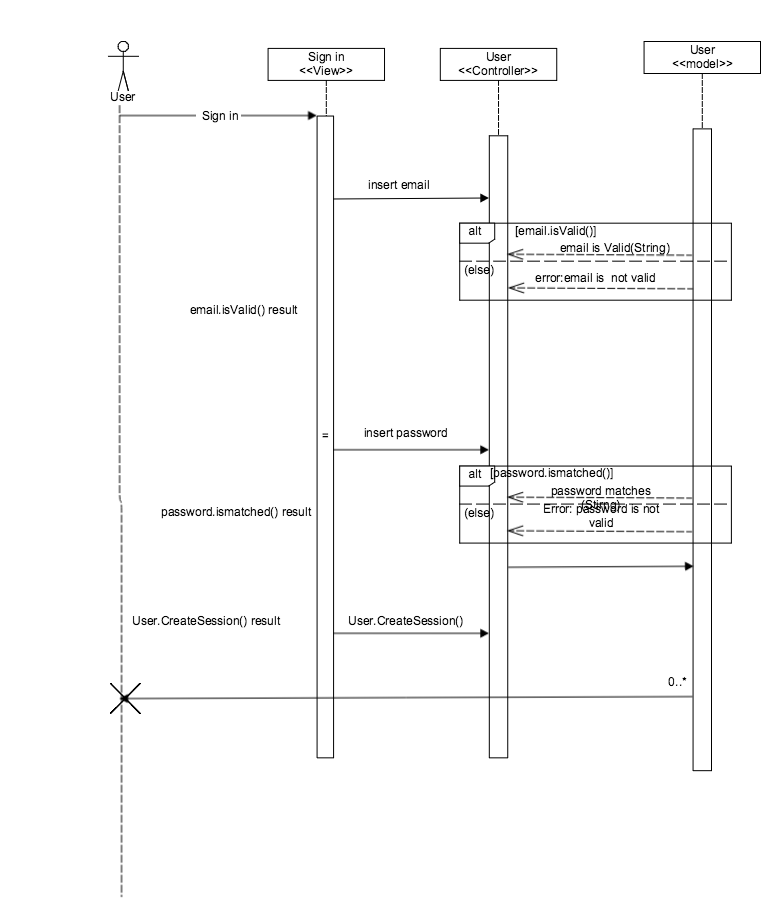 Sign in
<<View>>
User
<<Controller>>
User
<<model>>
User
Sign in
insert email
alt
[email.isValid()]
email is Valid(String)
(else)
error:email is  not valid
email.isValid() result
=
insert password
alt
[password.ismatched()]
password matches
(Stirng)
(else)
Error: password is not
valid
password.ismatched() result
User.CreateSession() result
User.CreateSession()
0..*